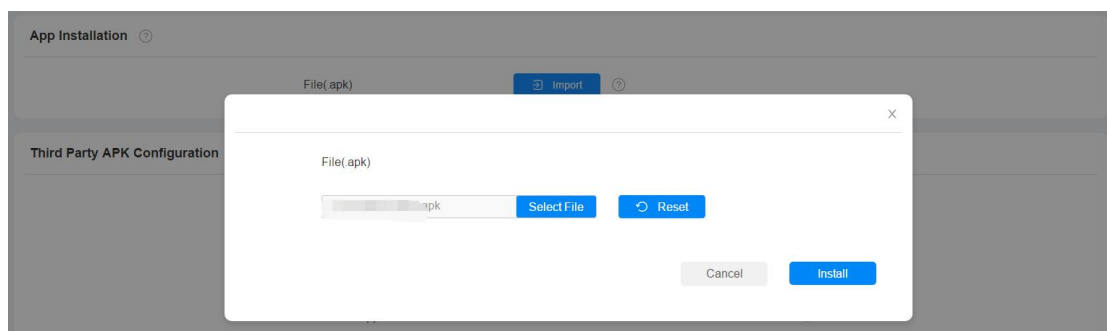 App Installation
File(.apk)
Import
Third Party APK Configuration
File(.apk)
.apk
Select File
Reset
Cancel
Install